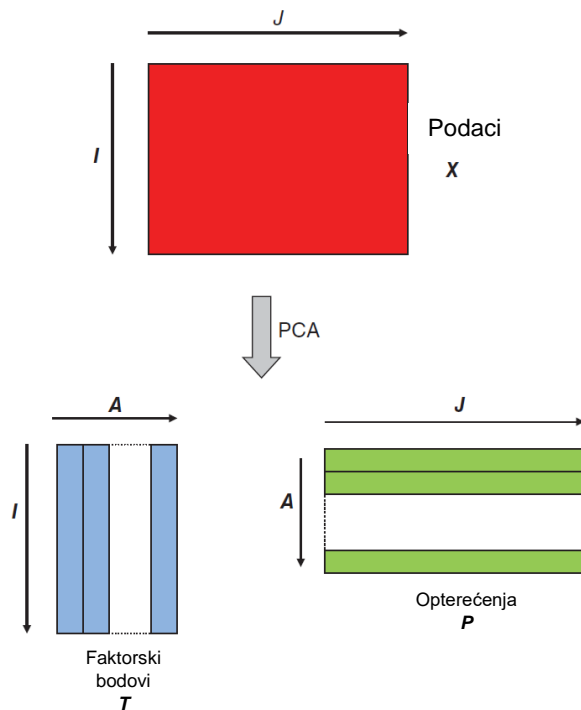 J
I
Podaci
X
PCA
A
J
I
A
Opterećenja
P
Faktorski
bodovi
T